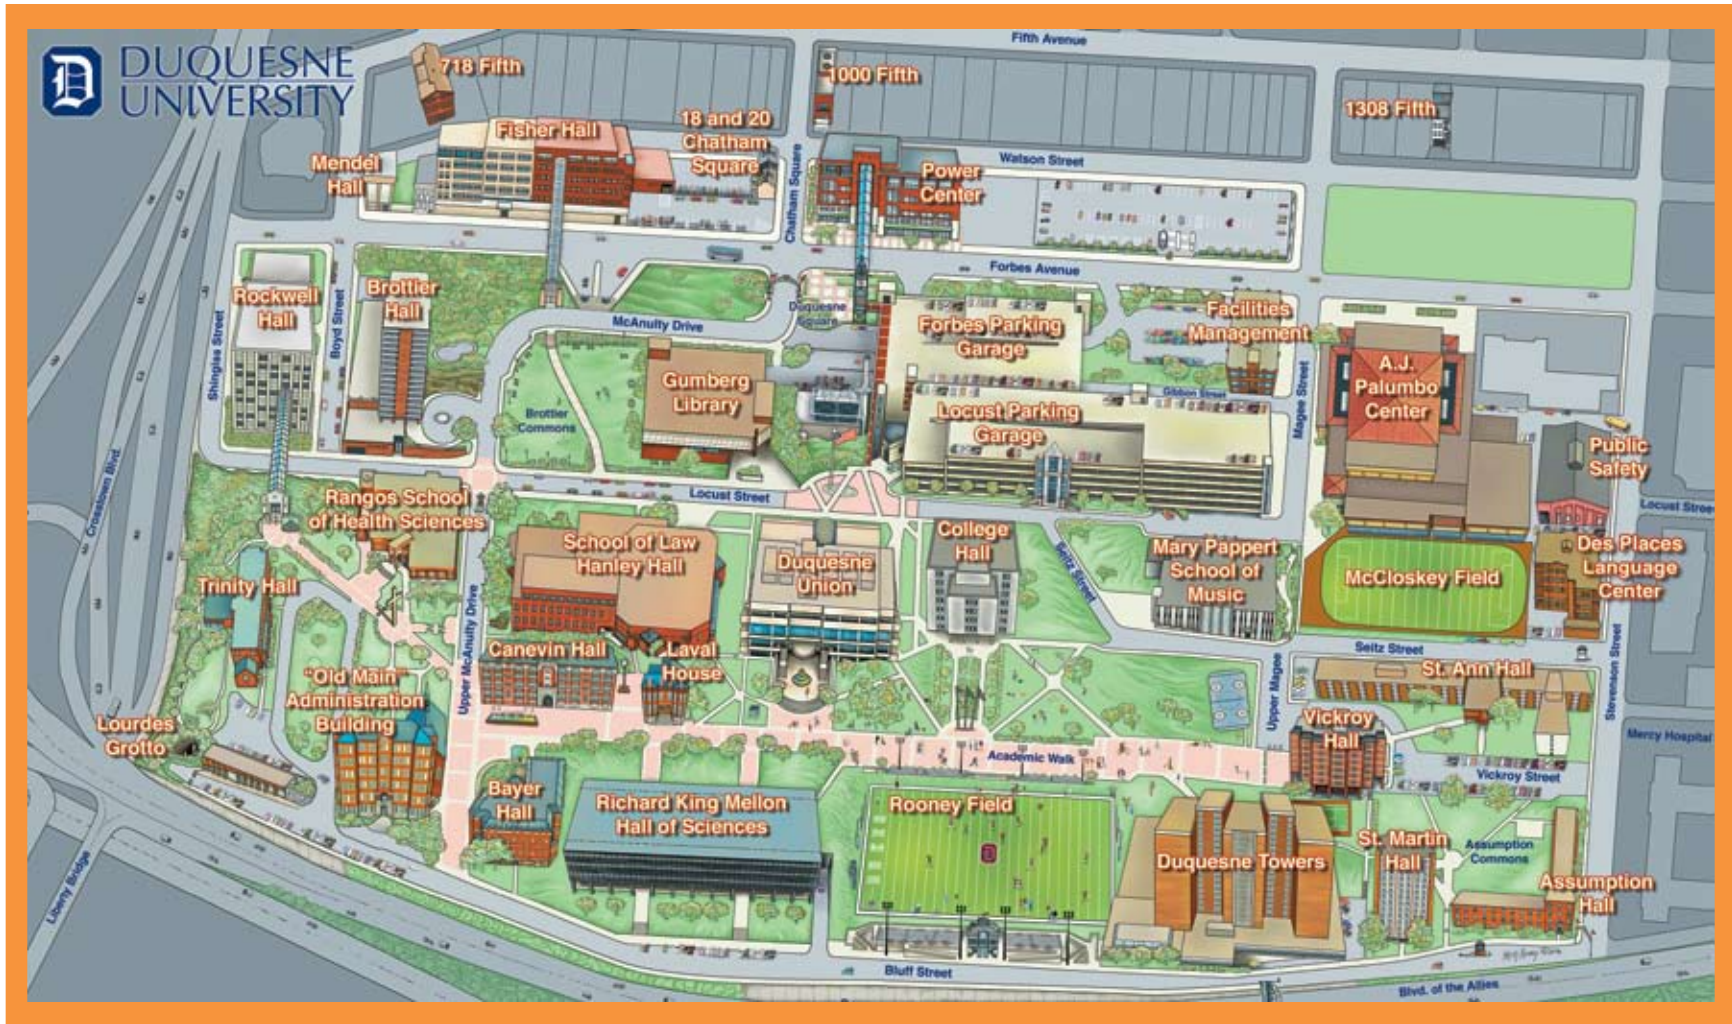 DUQUESNE
UNIVERSITY
Fifth Avenue
718 Fifth
1000 Fifth
1308 Fifth
Fisher Hall
18 and 20
Chatham
Square
Mendel
Hall
Chatham Square
Power
Center
Watson Street
Forbes Avenue
Rockwell
Hall
Brottier
Hall
Boyd Street
Shingiss Street
McAnulty Drive
Duquesne
Square
Forbes Parking
Garage
Facilities
Management
Gibbon Street
Magee Street
A.J.
Palumbo
Center
Gumberg
Library
Brottier
Commons
Locust Parking
Garage
Public
Safety
Crosstown Blvd.
Locust Street
Locust Stree
Rangos School
of Health Sciences
School of Law
Hanley Hall
Duquesne
Union
College
Hall
Seitz Street
Mary Pappert
School of
Music
McCloskey Field
Des Places
Language
Center
Trinity Hall
Upper McAnulty Drive
Canevin Hall
Laval
House
Seitz Street
St. Ann Hall
Stevenson Street
Upper Magee
"Old Main"
Administration
Building
Lourdes
Grotto
Vickroy
Hall
Mercy Hospital
Academic Walk
Vickroy Street
Bayer
Hall
Richard King Mellon
Hall of Sciences
Rooney Field
D
Duquesne Towers
St. Martin
Hall
Assumption
Commons
Assumption
Hall
Liberty Bridge
Bluff Street
Blvd. of the Allies